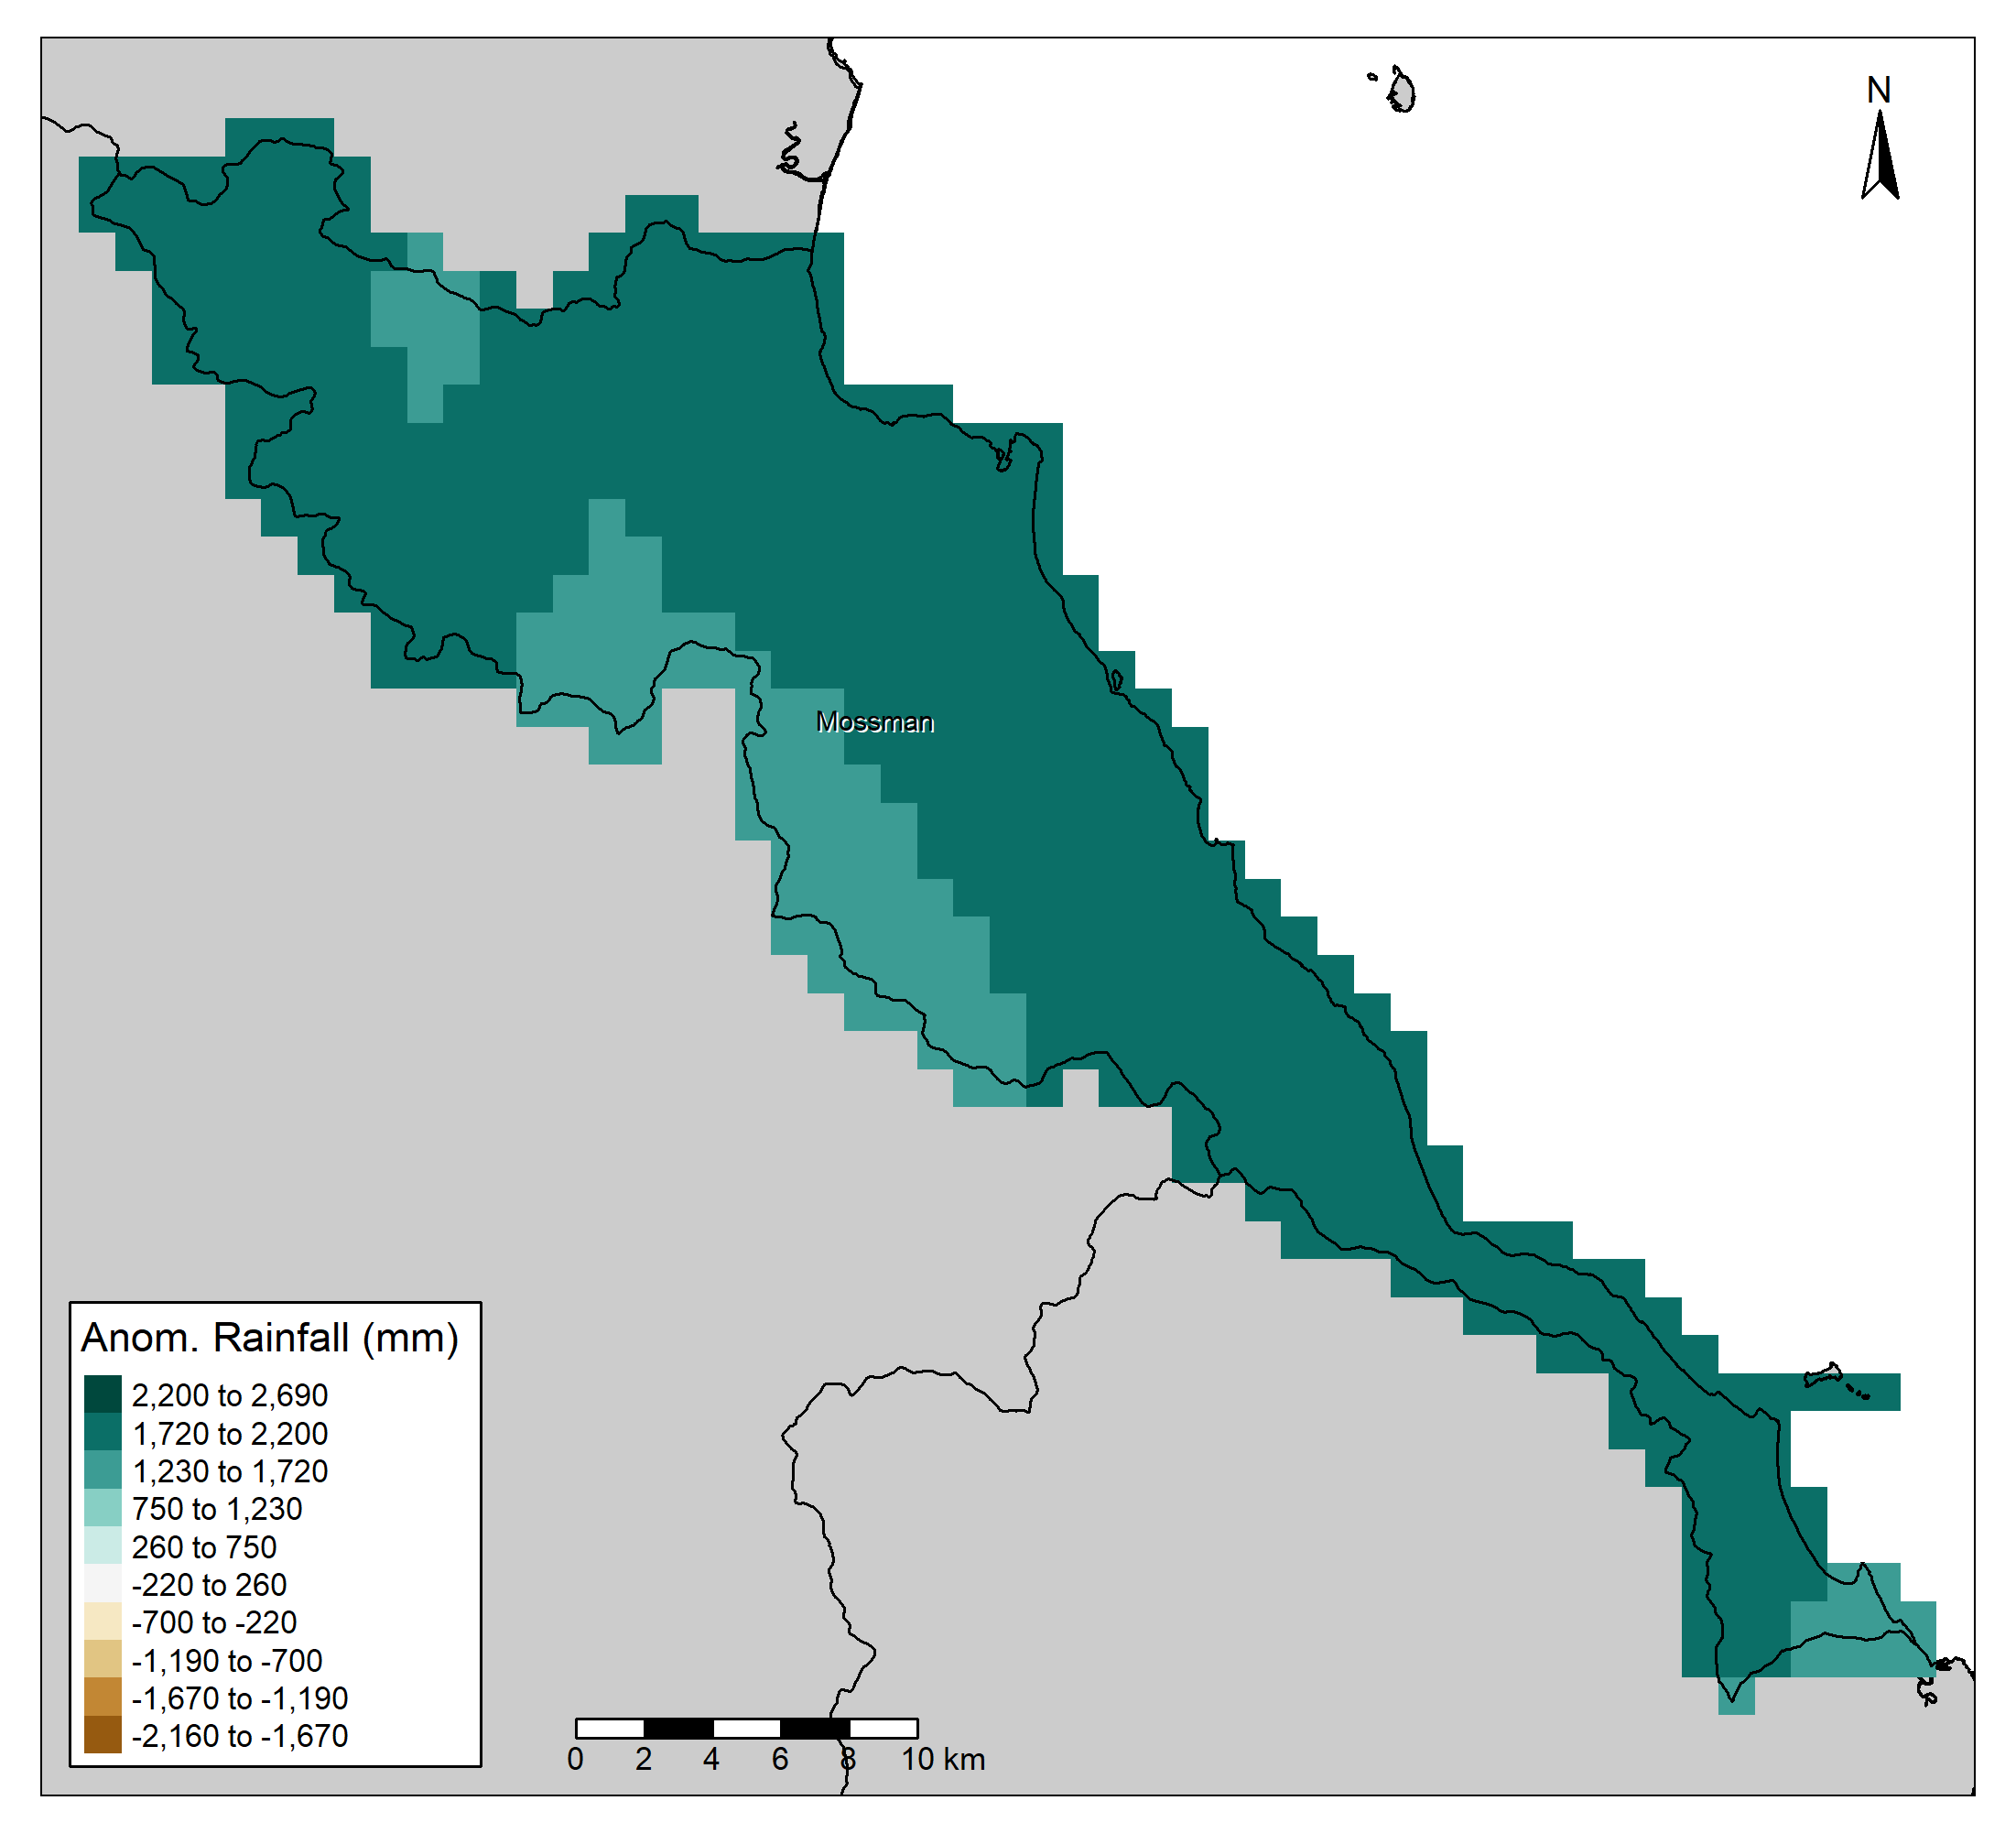 N
Mossman
Anom. Rainfall (mm)
2,200 to 2,690
1,720 to 2,200
1,230 to 1,720
750 to 1,230
260 to 750
-220 to 260
-700 to -220
-1,190 to -700
-1,670 to -1,190
-2,160 to -1,670
0 2 4 6 8 10 km